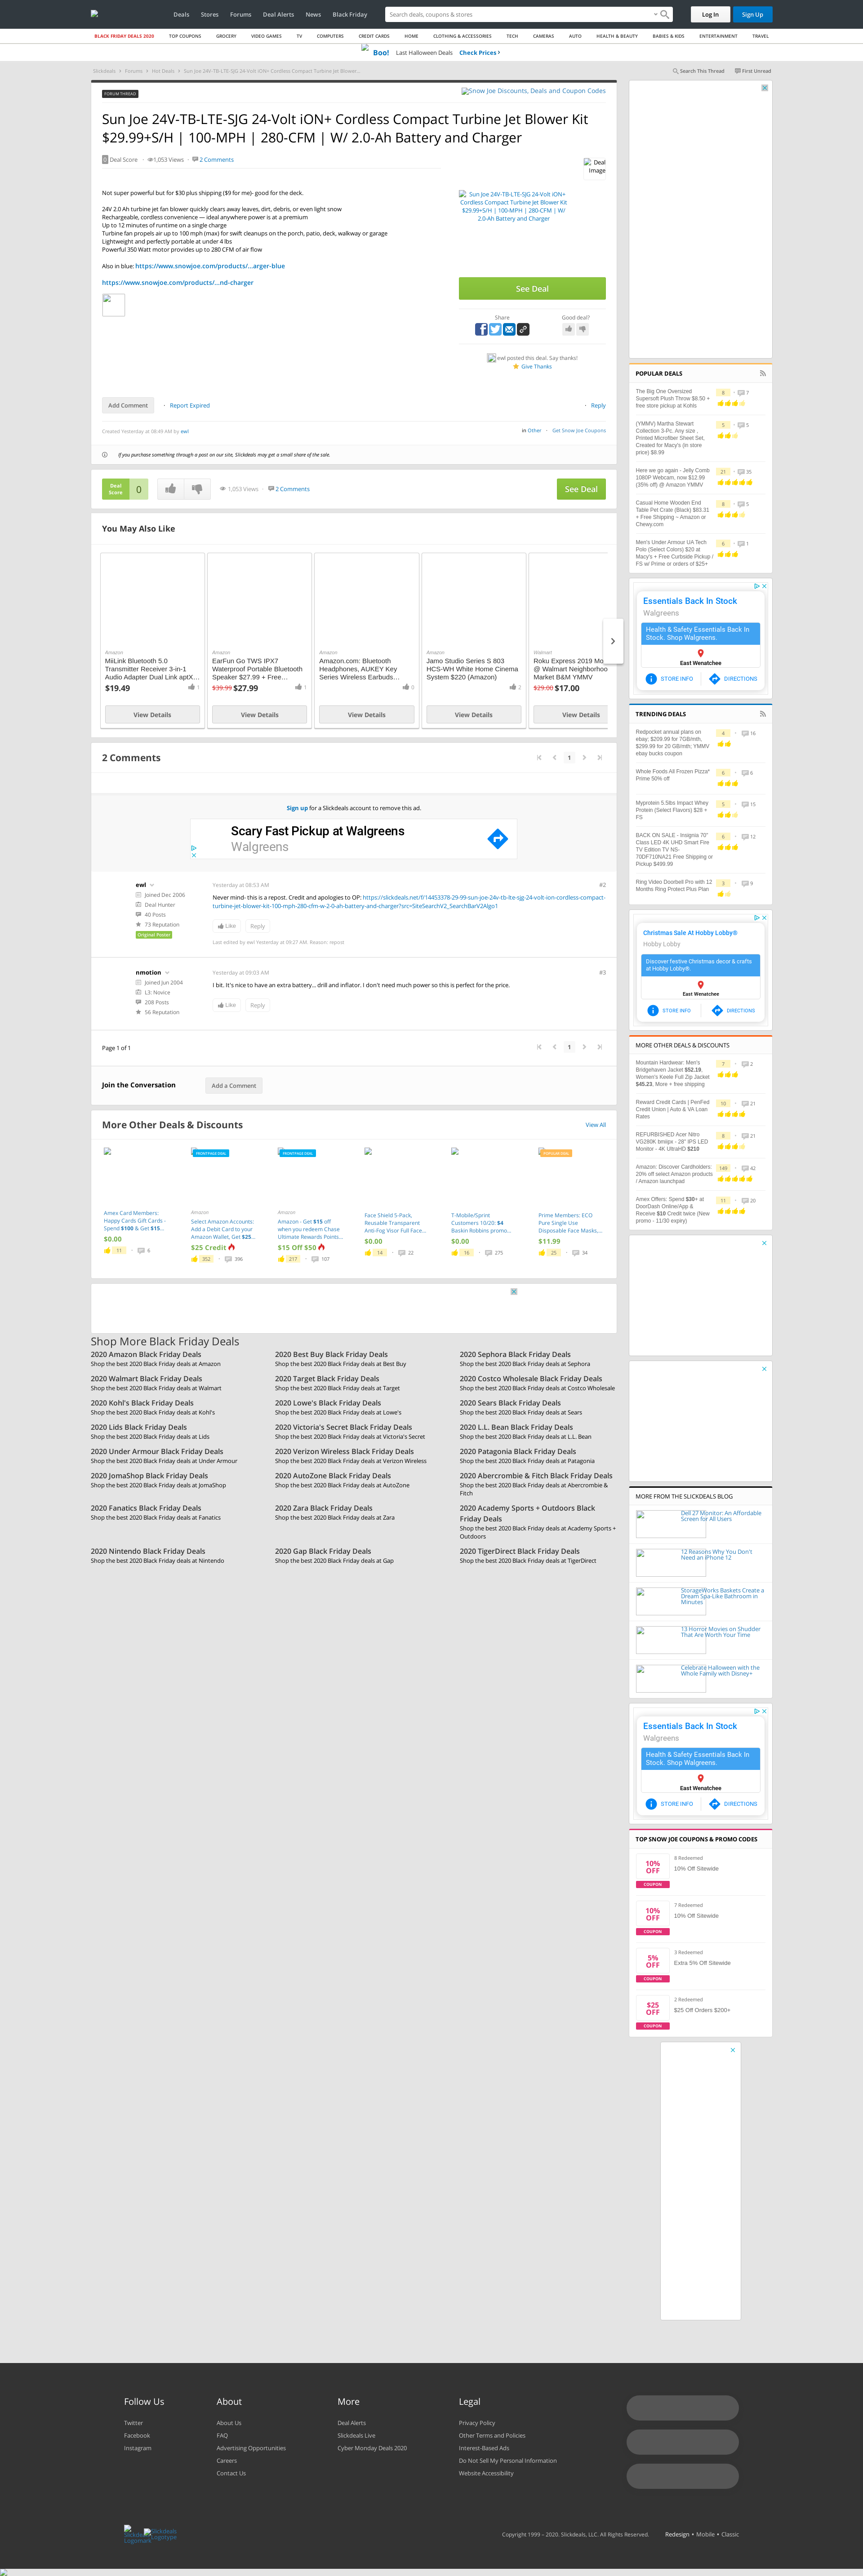 Deals Stores Forums Deal Alerts News Black Friday
Search deals, coupons & stores
Log In
Sign Up
BLACK FRIDAY DEALS 2020 TOP COUPONS GROCERY VIDEO GAMES TV COMPUTERS CREDIT CARDS HOME CLOTHING & ACCESSORIES TECH CAMERAS AUTO HEALTH & BEAUTY BABIES & KIDS ENTERTAINMENT TRAVEL
Boo! Last Halloween Deals Check Prices
Slickdeals Forums Hot Deals Sun Joe 24V-TB-LTE-SJG 24-Volt iON+ Cordless Compact Turbine Jet Blower...
Search This Thread First Unread
FORUM THREAD
Snow Joe Discounts, Deals and Coupon Codes
Sun Joe 24V-TB-LTE-SJG 24-Volt iON+ Cordless Compact Turbine Jet Blower Kit
$29.99+S/H | 100-MPH | 280-CFM | W/ 2.0-Ah Battery and Charger
0 Deal Score 1,053 Views 2 Comments
Deal Image
Not super powerful but for $30 plus shipping ($9 for me)- good for the deck.
24V 2.0 Ah turbine jet fan blower quickly clears away leaves, dirt, debris, or even light snow
Rechargeable, cordless convenience — ideal anywhere power is at a premium
Up to 12 minutes of runtime on a single charge
Turbine fan propels air up to 100 mph (max) for swift cleanups on the porch, patio, deck, walkway or garage
Lightweight and perfectly portable at under 4 lbs
Powerful 350 Watt motor provides up to 280 CFM of air flow
Also in blue: https://www.snowjoe.com/products/...arger-blue
https://www.snowjoe.com/products/...nd-charger
Sun Joe 24V-TB-LTE-SJG 24-Volt iON+
Cordless Compact Turbine Jet Blower Kit
$29.99+S/H | 100-MPH | 280-CFM | W/
2.0-Ah Battery and Charger
See Deal
Share
Good deal?
ewl posted this deal. Say thanks!
Give Thanks
Add Comment Report Expired
Reply
Created Yesterday at 08:49 AM by ewl
in Other Get Snow Joe Coupons
If you purchase something through a post on our site, Slickdeals may get a small share of the sale.
Deal Score 0
1,053 Views 2 Comments
See Deal
You May Also Like
Amazon
MiiLink Bluetooth 5.0
Transmitter Receiver 3-in-1
Audio Adapter Dual Link aptX...
$19.49 1
View Details
Amazon
EarFun Go TWS IPX7
Waterproof Portable Bluetooth
Speaker $27.99 + Free...
$39.99 $27.99 1
View Details
Amazon
Amazon.com: Bluetooth
Headphones, AUKEY Key
Series Wireless Earbuds...
0
View Details
Amazon
Jamo Studio Series S 803
HCS-WH White Home Cinema
System $220 (Amazon)
2
View Details
Walmart
Roku Express 2019 Mo
@ Walmart Neighborhoo
Market B&M YMMV
$29.00 $17.00
View Details
2 Comments
1
Sign up for a Slickdeals account to remove this ad.
Scary Fast Pickup at Walgreens
Walgreens
ewl
Joined Dec 2006
Deal Hunter
40 Posts
73 Reputation
Original Poster
Yesterday at 08:53 AM
#2
Never mind- this is a repost. Credit and apologies to OP: https://slickdeals.net/f/14453378-29-99-sun-joe-24v-tb-lte-sjg-24-volt-ion-cordless-compact-
turbine-jet-blower-kit-100-mph-280-cfm-w-2-0-ah-battery-and-charger?src=SiteSearchV2_SearchBarV2Algo1
Like Reply
Last edited by ewl Yesterday at 09:27 AM Reason: repost
nmotion
Joined Jun 2004
L3: Novice
208 Posts
56 Reputation
Yesterday at 09:03 AM
#3
I bit. It's nice to have an extra battery... drill and inflator. I don't need much power so this is perfect for the price.
Like Reply
Page 1 of 1
1
Join the Conversation
Add a Comment
More Other Deals & Discounts
View All
Amex Card Members:
Happy Cards Gift Cards -
Spend $100 & Get $15...
$0.00
11 6
FRONTPAGE DEAL
Amazon
Select Amazon Accounts:
Add a Debit Card to your
Amazon Wallet, Get $25...
$25 Credit
352 396
FRONTPAGE DEAL
Amazon
Amazon - Get $15 off
when you redeem Chase
Ultimate Rewards Points...
$15 Off $50
217 107
Face Shield 5-Pack,
Reusable Transparent
Anti-Fog Visor Full Face...
$0.00
14 22
T-Mobile/Sprint
Customers 10/20: $4
Baskin Robbins promo...
$0.00
16 275
POPULAR DEAL
Prime Members: ECO
Pure Single Use
Disposable Face Masks,...
$11.99
25 34
Shop More Black Friday Deals
2020 Amazon Black Friday Deals
Shop the best 2020 Black Friday deals at Amazon
2020 Best Buy Black Friday Deals
Shop the best 2020 Black Friday deals at Best Buy
2020 Sephora Black Friday Deals
Shop the best 2020 Black Friday deals at Sephora
2020 Walmart Black Friday Deals
Shop the best 2020 Black Friday deals at Walmart
2020 Target Black Friday Deals
Shop the best 2020 Black Friday deals at Target
2020 Costco Wholesale Black Friday Deals
Shop the best 2020 Black Friday deals at Costco Wholesale
2020 Kohl's Black Friday Deals
Shop the best 2020 Black Friday deals at Kohl's
2020 Lowe's Black Friday Deals
Shop the best 2020 Black Friday deals at Lowe's
2020 Sears Black Friday Deals
Shop the best 2020 Black Friday deals at Sears
2020 Lids Black Friday Deals
Shop the best 2020 Black Friday deals at Lids
2020 Victoria's Secret Black Friday Deals
Shop the best 2020 Black Friday deals at Victoria's Secret
2020 L.L. Bean Black Friday Deals
Shop the best 2020 Black Friday deals at L.L. Bean
2020 Under Armour Black Friday Deals
Shop the best 2020 Black Friday deals at Under Armour
2020 Verizon Wireless Black Friday Deals
Shop the best 2020 Black Friday deals at Verizon Wireless
2020 Patagonia Black Friday Deals
Shop the best 2020 Black Friday deals at Patagonia
2020 JomaShop Black Friday Deals
Shop the best 2020 Black Friday deals at JomaShop
2020 AutoZone Black Friday Deals
Shop the best 2020 Black Friday deals at AutoZone
2020 Abercrombie & Fitch Black Friday Deals
Shop the best 2020 Black Friday deals at Abercrombie &
Fitch
2020 Fanatics Black Friday Deals
Shop the best 2020 Black Friday deals at Fanatics
2020 Zara Black Friday Deals
Shop the best 2020 Black Friday deals at Zara
2020 Academy Sports + Outdoors Black
Friday Deals
Shop the best 2020 Black Friday deals at Academy Sports +
Outdoors
2020 Nintendo Black Friday Deals
Shop the best 2020 Black Friday deals at Nintendo
2020 Gap Black Friday Deals
Shop the best 2020 Black Friday deals at Gap
2020 TigerDirect Black Friday Deals
Shop the best 2020 Black Friday deals at TigerDirect
POPULAR DEALS
The Big One Oversized
Supersoft Plush Throw $8.50 +
free store pickup at Kohls
8 7
(YMMV) Martha Stewart
Collection 3-Pc. Any size ,
Printed Microfiber Sheet Set,
Created for Macy's (in store
price) $8.99
5 5
Here we go again - Jelly Comb
1080P Webcam, now $12.99
(35% off) @ Amazon YMMV
21 35
Casual Home Wooden End
Table Pet Crate (Black) $83.31
+ Free Shipping ~ Amazon or
Chewy.com
8 5
Men's Under Armour UA Tech
Polo (Select Colors) $20 at
Macy's + Free Curbside Pickup /
FS w/ Prime or orders of $25+
6 1
Essentials Back In Stock
Walgreens
Health & Safety Essentials Back In
Stock. Shop Walgreens.
East Wenatchee
STORE INFO DIRECTIONS
TRENDING DEALS
Redpocket annual plans on
ebay: $209.99 for 7GB/mth,
$299.99 for 20 GB/mth; YMMV
ebay bucks coupon
4 16
Whole Foods All Frozen Pizza*
Prime 50% off
6 6
Myprotein 5.5lbs Impact Whey
Protein (Select Flavors) $28 +
FS
5 15
BACK ON SALE - Insignia 70"
Class LED 4K UHD Smart Fire
TV Edition TV NS-
70DF710NA21 Free Shipping or
Pickup $499.99
6 12
Ring Video Doorbell Pro with 12
Months Ring Protect Plus Plan
3 9
Christmas Sale At Hobby Lobby®
Hobby Lobby
Discover festive Christmas decor & crafts
at Hobby Lobby®.
East Wenatchee
STORE INFO DIRECTIONS
MORE OTHER DEALS & DISCOUNTS
Mountain Hardwear: Men's
Bridgehaven Jacket $52.19,
Women's Keele Full Zip Jacket
$45.23, More + free shipping
7 2
Reward Credit Cards | PenFed
Credit Union | Auto & VA Loan
Rates
10 21
REFURBISHED Acer Nitro
VG280K bmiipx - 28" IPS LED
Monitor - 4K UltraHD $210
8 21
Amazon: Discover Cardholders:
20% off select Amazon products
/ Amazon launchpad
149 42
Amex Offers: Spend $30+ at
DoorDash Online/App &
Receive $10 Credit twice (New
promo - 11/30 expiry)
11 20
MORE FROM THE SLICKDEALS BLOG
Dell 27 Monitor: An Affordable
Screen for All Users
12 Reasons Why You Don't
Need an iPhone 12
StorageWorks Baskets Create a
Dream Spa-Like Bathroom in
Minutes
13 Horror Movies on Shudder
That Are Worth Your Time
Celebrate Halloween with the
Whole Family with Disney+
Essentials Back In Stock
Walgreens
Health & Safety Essentials Back In
Stock. Shop Walgreens.
East Wenatchee
STORE INFO DIRECTIONS
TOP SNOW JOE COUPONS & PROMO CODES
10% OFF
COUPON
8 Redeemed
10% Off Sitewide
10% OFF
COUPON
7 Redeemed
10% Off Sitewide
5% OFF
COUPON
3 Redeemed
Extra 5% Off Sitewide
$25 OFF
COUPON
2 Redeemed
$25 Off Orders $200+
Follow Us
Twitter
Facebook
Instagram
About
About Us
FAQ
Advertising Opportunities
Careers
Contact Us
More
Deal Alerts
Slickdeals Live
Cyber Monday Deals 2020
Legal
Privacy Policy
Other Terms and Policies
Interest-Based Ads
Do Not Sell My Personal Information
Website Accessibility
Slickdeals Logotype
Copyright 1999 - 2020. Slickdeals, LLC. All Rights Reserved.
Redesign • Mobile • Classic